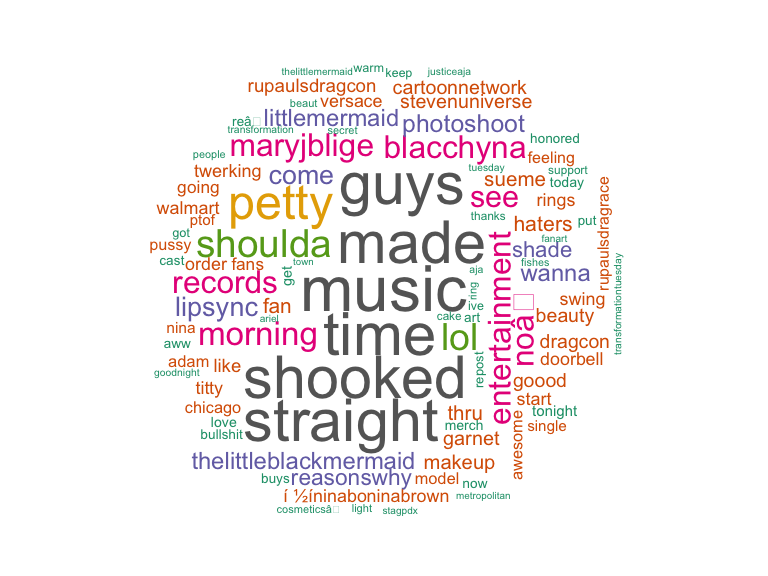 thelittlemermaid warm keep justiceaja
rupaulsdragcon cartoonnetwork
beaut versace stevenuniverse
reâ littlemermaid photoshoot
transformation secret
people maryjblige blacchyna honored
feeling
twerking come guys tuesday sueme support
going petty see today
rings
walmart thanks
ptof haters put rupaulsdragrace
got shoulda made fanart
pussy shade
cast order fans town fishes
get aja wanna
records music ring entertainment transformationtuesday
lipsync fan ive noâ swing
ariel cake art beauty
nina morning time lol
aww dragcon
adam like doorbell
goodnight shooked repost goood
titty start
chicago straight thru tonight
love merch single
bullshit garnet awesome
thelittleblackmermaid makeup
buys reasonswhy model now
í ½íninaboninabrown metropolitan
cosmeticsâ light stagpdx